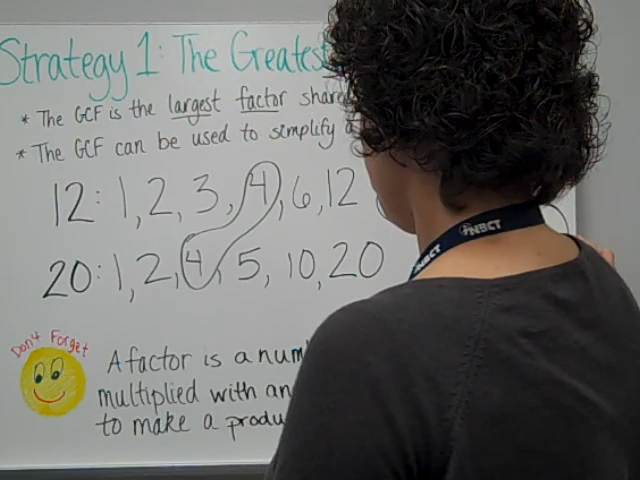 Strategy 1: The Greatest
* The GCF is the largest factor share
* The GCF can be used to simplify
12: 1, 2, 3, 4, 6, 12
20: 1, 2, 4, 5, 10, 20
Don't Forget
A factor is a num
multiplied with an
to make a produ
NBCT
NBCT